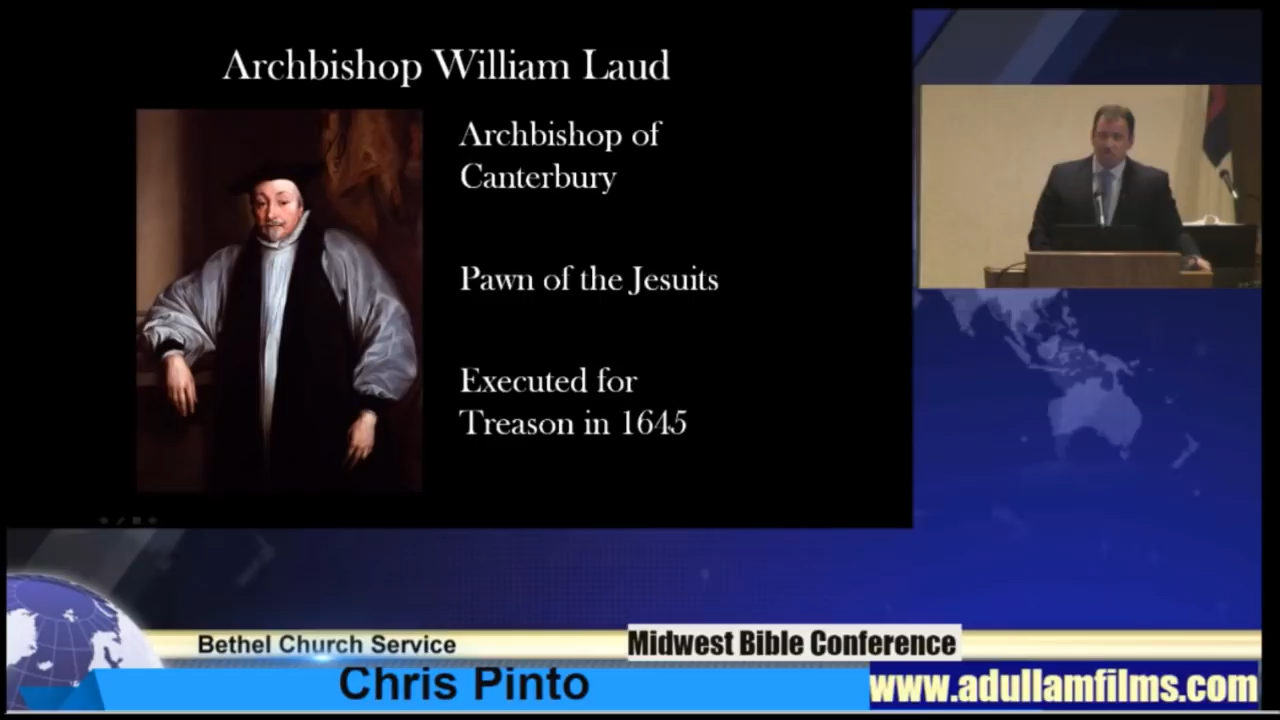 Archbishop William Laud
Archbishop of
Canterbury
Pawn of the Jesuits
Executed for
Treason in 1645
Bethel Church Service
Midwest Bible Conference
Chris Pinto
www.adullamfilms.com